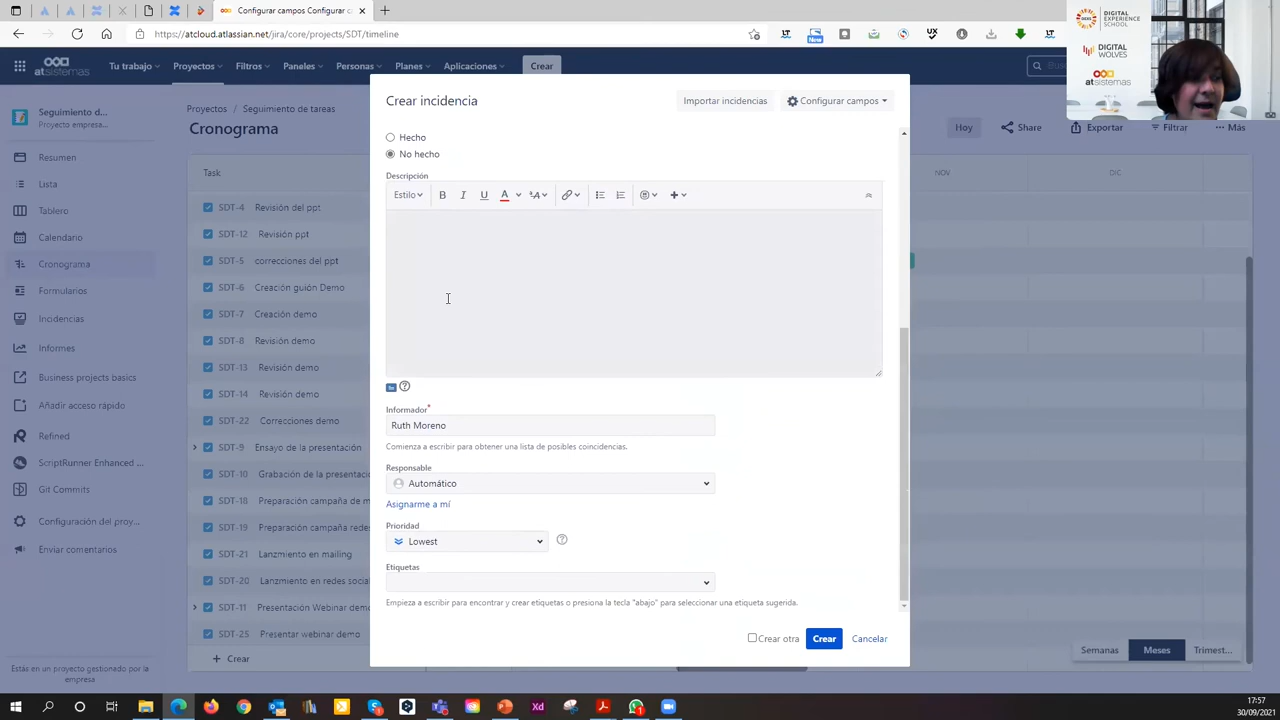 Configurar campos Configurar c
https://atcloud.atlassian.net/jira/core/projects/SDT/timeline
New
atsistemas
Tu trabajo
Proyectos
Filtros
Paneles
Personas
Planes
Aplicaciones
Crear
DIGITAL EXPERIENCE SCHOOL
DIGITAL WOLVES
atsistemas
Seguimiento d...
Proyecto empresa...
Resumen
Lista
Tablero
Calendario
Cronograma
Formularios
Incidencias
Informes
Business projects basics
Añadir acceso rápido
Refined
ScriptRunner Enhanced ...
Git Commits
Configuración del proy...
Enviar comentarios
Estás en un proyecto gestionado por la
empresa
Proyectos / Seguimiento de tareas
Cronograma
Hoy
Share
Exportar
Filtrar
Más
Task
NOV
DIC
SDT-4 Revisión del ppt
SDT-12 Revisión ppt
SDT-5 correcciones del ppt
SDT-6 Creación guión Demo
SDT-7 Creación demo
SDT-8 Revisión demo
SDT-13 Revisión demo
SDT-14 Revisión demo
SDT-22 Correcciones demo
SDT-9 Ensayo de la presentación
SDT-10 Grabación de la presentació
SDT-18 Preparación campaña de m
SDT-19 Preparación campaña redes
SDT-21 Lanzmiento en mailing
SDT-20 Lanzmiento en redes social
SDT-11 Presentación Webinar demo
SDT-25 Presentar webinar demo
+ Crear
Semanas
Meses
Trimest...
Crear incidencia
Importar incidencias
Configurar campos
Hecho
No hecho
Descripción
Estilo
B I U A
Informador*
Ruth Moreno
Comienza a escribir para obtener una lista de posibles coincidencias.
Responsable
Automático
Asignarme a mí
Prioridad
Lowest
Etiquetas
Empieza a escribir para encontrar y crear etiquetas o presiona la tecla "abajo" para seleccionar una etiqueta sugerida.
Crear otra
Crear
Cancelar
17:57
30/09/2021